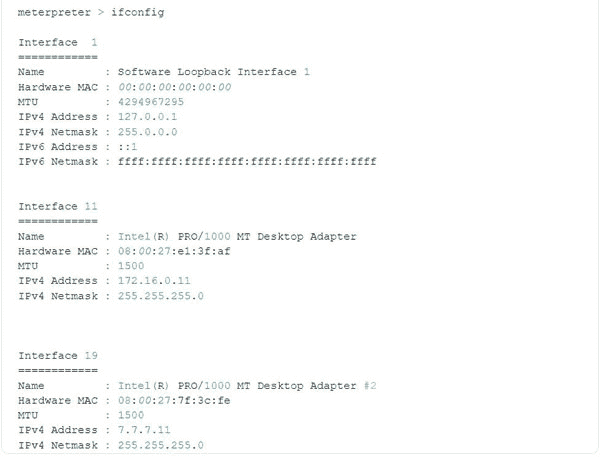 meterpreter > ifconfig
Interface  1
============
Name         : Software Loopback Interface 1
Hardware MAC : 00:00:00:00:00:00
MTU          : 4294967295
IPv4 Address : 127.0.0.1
IPv4 Netmask : 255.0.0.0
IPv6 Address : ::1
IPv6 Netmask : ffff:ffff:ffff:ffff:ffff:ffff:ffff:ffff
Interface 11
============
Name         : Intel(R) PRO/1000 MT Desktop Adapter
Hardware MAC : 08:00:27:e1:3f:af
MTU          : 1500
IPv4 Address : 172.16.0.11
IPv4 Netmask : 255.255.255.0
Interface 19
============
Name         : Intel(R) PRO/1000 MT Desktop Adapter #2
Hardware MAC : 08:00:27:7f:3c:fe
MTU          : 1500
IPv4 Address : 7.7.7.11
IPv4 Netmask : 255.255.255.0